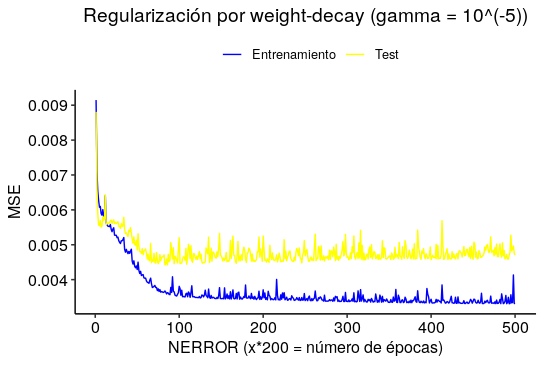 Regularización por weight-decay (gamma = 10^(-5))
Entrenamiento Test
0.009
0.008
0.007
0.006
0.005
0.004
MSE
0 100 200 300 400 500
NERROR (x*200 = número de épocas)